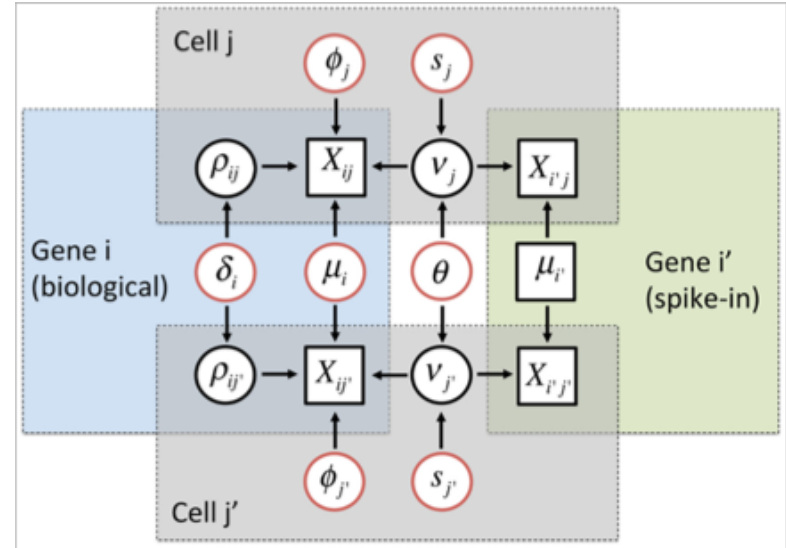 Cell j
ϕ_j
s_j
ρ_ij
X_ij
ν_j
X_i'j
Gene i
(biological)
δ_i
μ_i
θ
μ_i'
Gene i’
(spike-in)
ρ_ij'
X_ij'
ν_j'
X_i'j'
ϕ_j'
s_j'
Cell j’